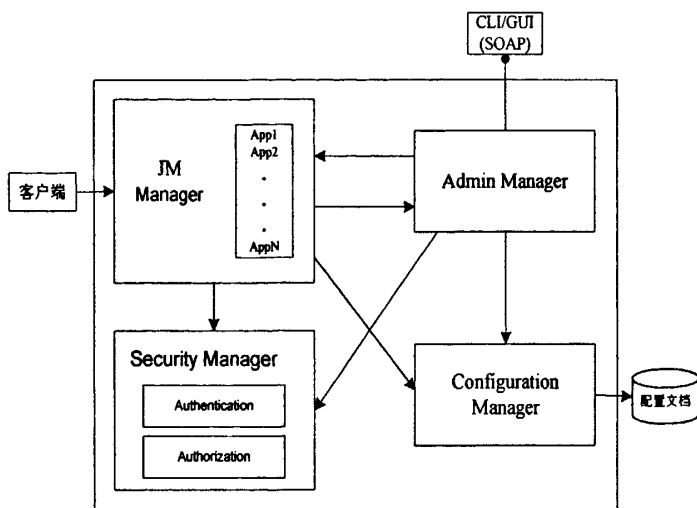 CLI/GUI
(SOAP)
客户端
JM
Manager
App1
App2
.
.
.
AppN
Admin Manager
Security Manager
Authentication
Authorization
Configuration
Manager
配置文档